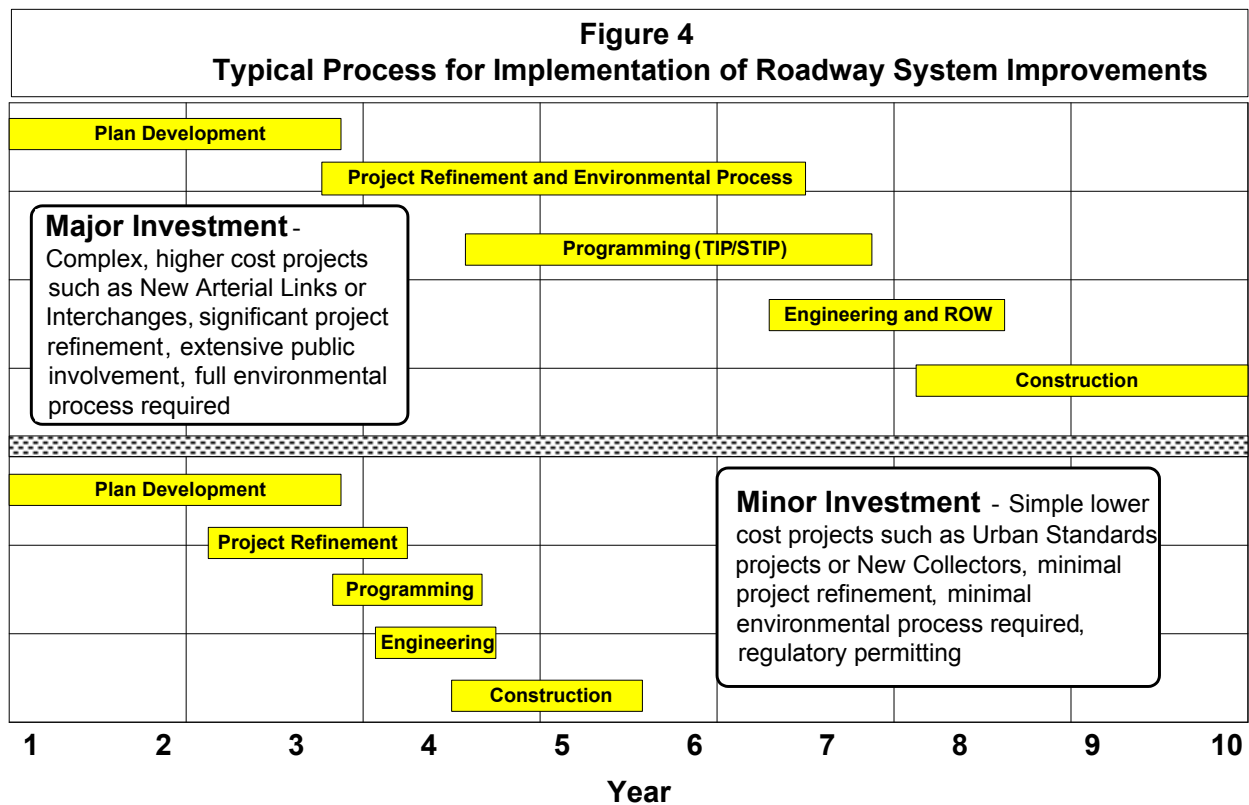 Figure 4
Typical Process for Implementation of Roadway System Improvements
Plan Development
Project Refinement and Environmental Process
Major Investment -
Complex, higher cost projects
such as New Arterial Links or
Interchanges, significant project
refinement, extensive public
involvement, full environmental
process required
Programming (TIP/STIP)
Engineering and ROW
Construction
Plan Development
Project Refinement
Programming
Engineering
Construction
Minor Investment - Simple lower
cost projects such as Urban Standards
projects or New Collectors, minimal
project refinement, minimal
environmental process required,
regulatory permitting
1 2 3 4 5 6 7 8 9 10
Year